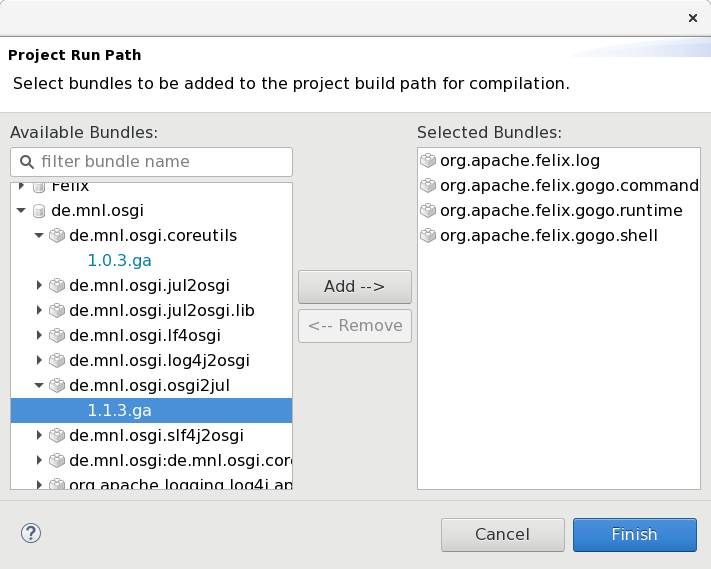 Project Run Path
Select bundles to be added to the project build path for compilation.
Available Bundles:
filter bundle name
Felix
de.mnl.osgi
de.mnl.osgi.coreutils
1.0.3.ga
de.mnl.osgi.jul2osgi
de.mnl.osgi.jul2osgi.lib
de.mnl.osgi.lf4osgi
de.mnl.osgi.log4j2osgi
de.mnl.osgi.osgi2jul
1.1.3.ga
de.mnl.osgi.slf4j2osgi
de.mnl.osgi:de.mnl.osgi.core
org.apache.logging.log4j.ap
Add -->
<-- Remove
Selected Bundles:
org.apache.felix.log
org.apache.felix.gogo.command
org.apache.felix.gogo.runtime
org.apache.felix.gogo.shell
Cancel
Finish